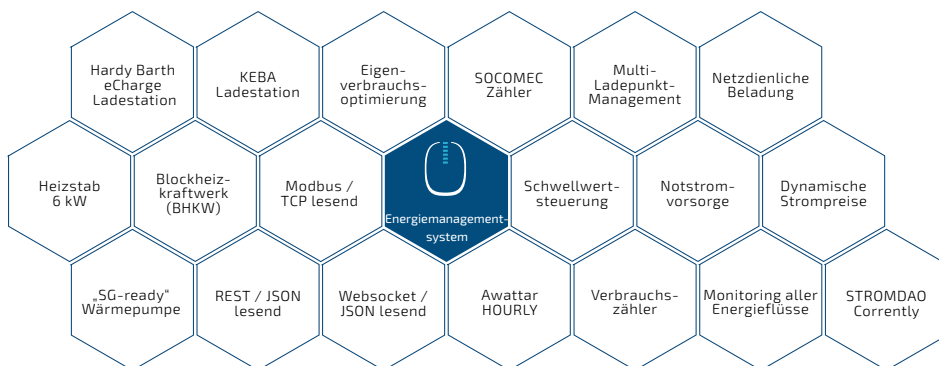 Hardy Barth
eCharge
Ladestation
KEBA
Ladestation
Eigen-
verbrauchs-
optimierung
SOCOMEC
Zähler
Multi-
Ladepunkt-
Management
Netzdienliche
Beladung
Heizstab
6 kW
Blockheiz-
kraftwerk
(BHKW)
Modbus /
TCP lesend
Energiemanagement-
system
Schwellwert-
steuerung
Notstrom-
vorsorge
Dynamische
Strompreise
„SG-ready“
Wärmepumpe
REST / JSON
lesend
Websocket /
JSON lesend
Awattar
HOURLY
Verbrauchs-
zähler
Monitoring aller
Energieflüsse
STROMDAO
Corrently